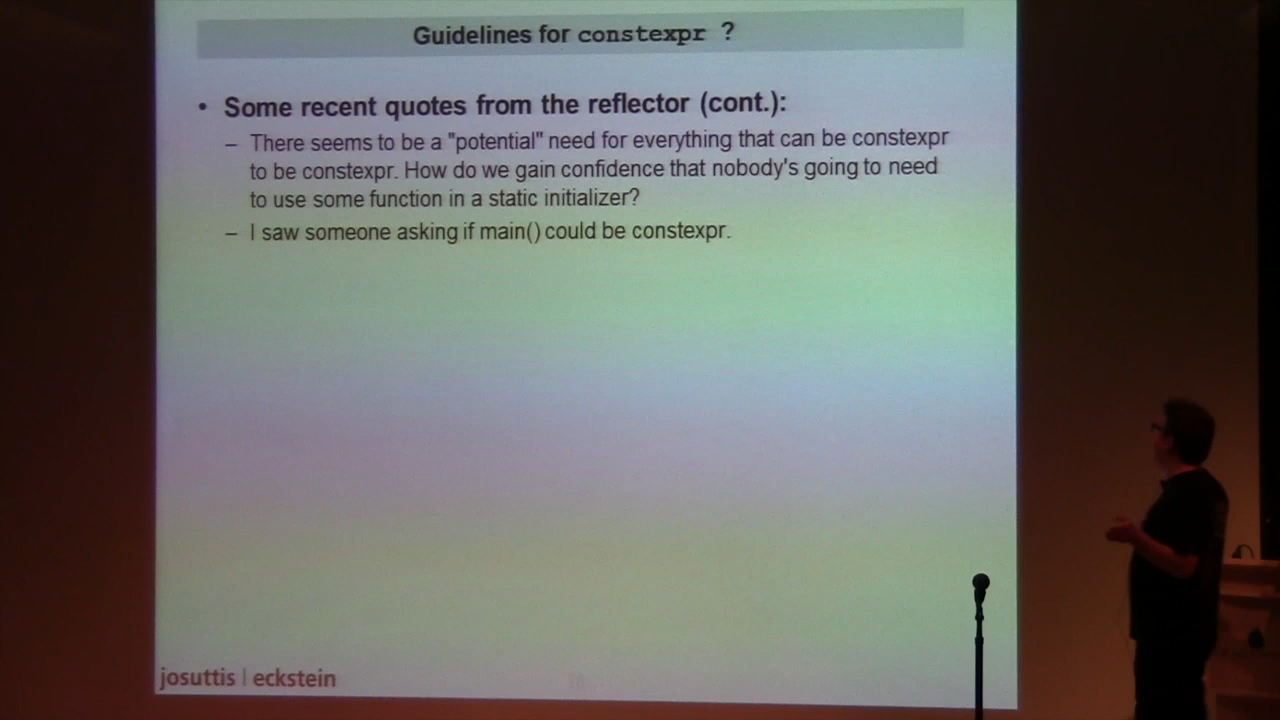 Guidelines for constexpr ?
• Some recent quotes from the reflector (cont.):
– There seems to be a "potential" need for everything that can be constexpr
to be constexpr. How do we gain confidence that nobody's going to need
to use some function in a static initializer?
– I saw someone asking if main() could be constexpr.
josuttis | eckstein